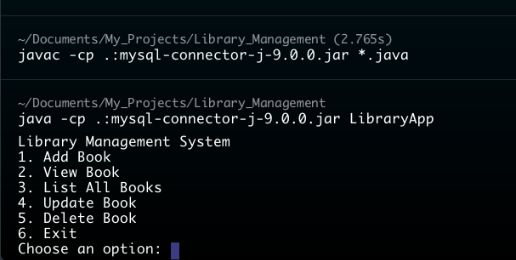 ~/Documents/My_Projects/Library_Management (2.765s)
javac -cp .:mysql-connector-j-9.0.0.jar *.java
~/Documents/My_Projects/Library_Management
java -cp .:mysql-connector-j-9.0.0.jar LibraryApp
Library Management System
1. Add Book
2. View Book
3. List All Books
4. Update Book
5. Delete Book
6. Exit
Choose an option: